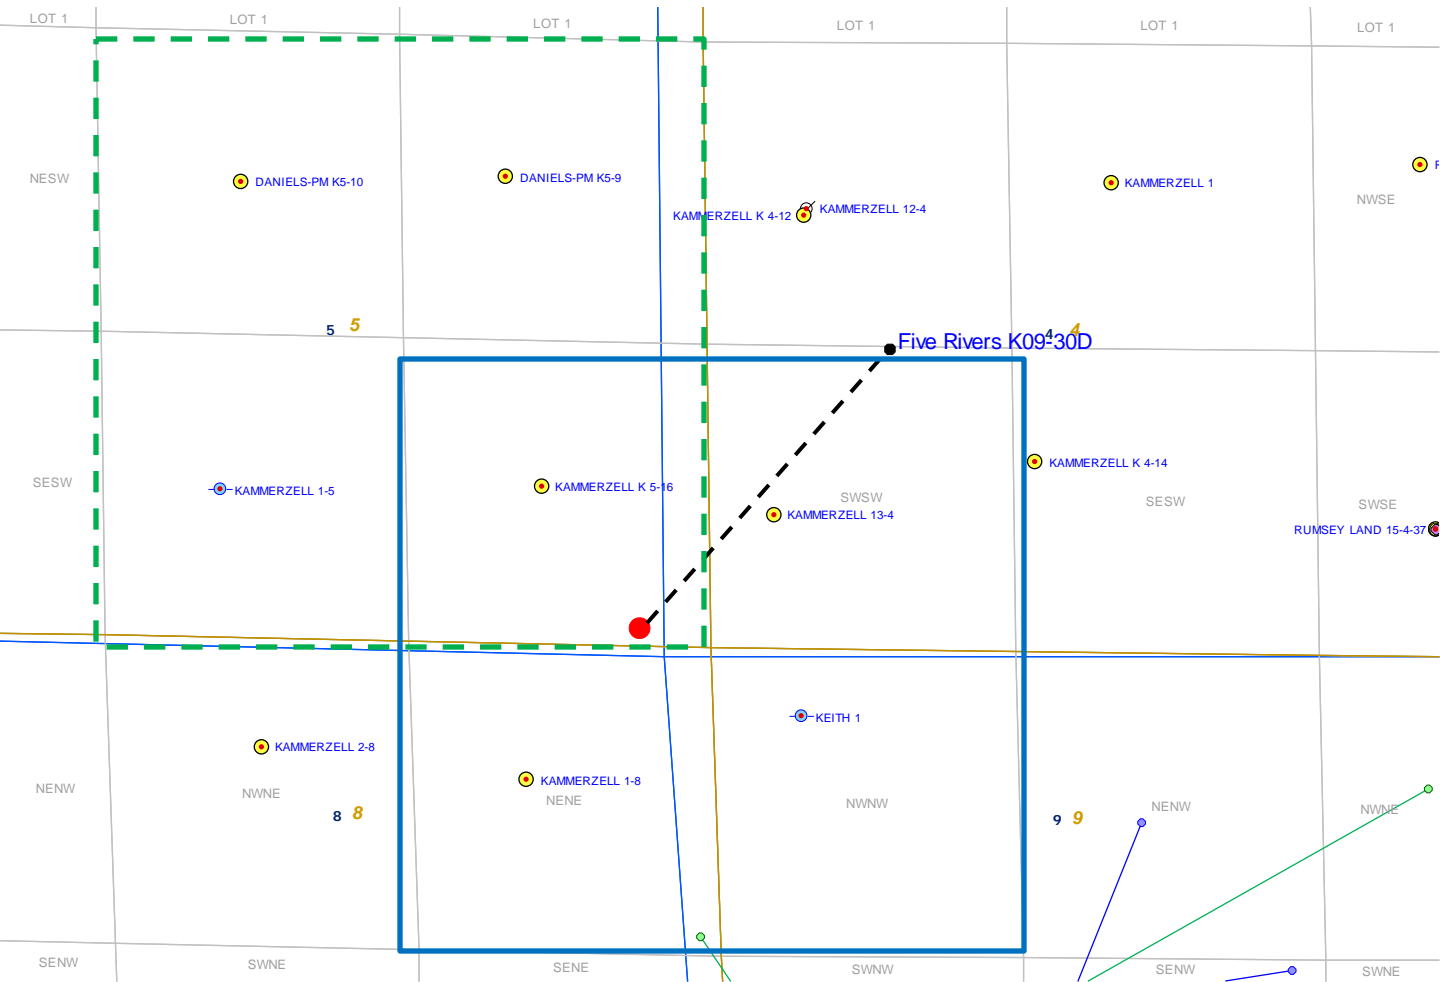 LOT 1
LOT 1
LOT 1
LOT 1
LOT 1
LOT 1
NESW
DANIELS-PM K5-10
DANIELS-PM K5-9
KAMMERZELL K 4-12
KAMMERZELL 12-4
KAMMERZELL 1
NWSE
5 5
4 4
Five Rivers K09-30D
SESW
KAMMERZELL 1-5
KAMMERZELL K 5-16
SWSW
KAMMERZELL 13-4
KAMMERZELL K 4-14
SESW
SWSE
RUMSEY LAND 15-4-37
KEITH 1
KAMMERZELL 2-8
KAMMERZELL 1-8
NENW
NWNE
NENE
NWNW
NENW
NWNE
8 8
9 9
SENW
SWNE
SENE
SWNW
SENW
SWNE